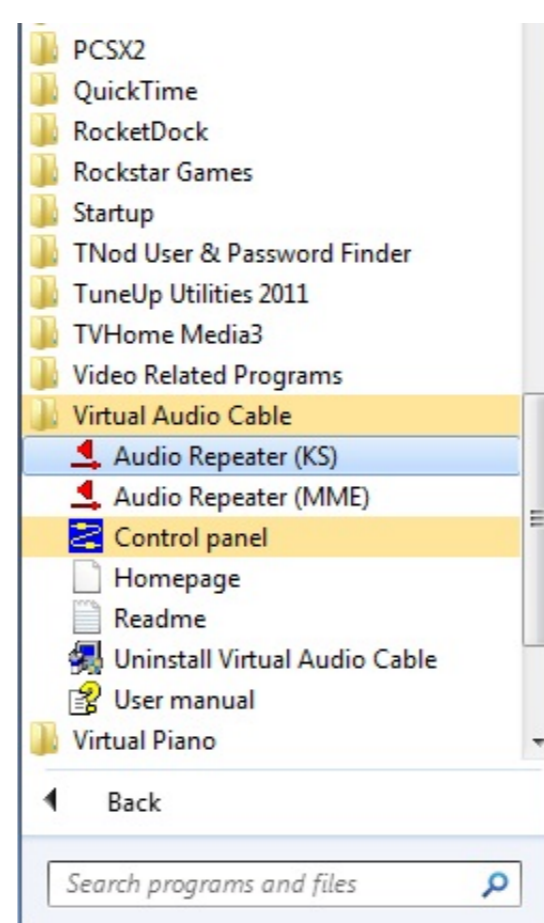 PCSX2
QuickTime
RocketDock
Rockstar Games
Startup
TNod User & Password Finder
TuneUp Utilities 2011
TVHome Media3
Video Related Programs
Virtual Audio Cable
Audio Repeater (KS)
Audio Repeater (MME)
Control panel
Homepage
Readme
Uninstall Virtual Audio Cable
User manual
Virtual Piano
Back
Search programs and files